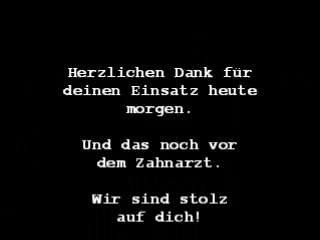 Herzlichen Dank für
deinen Einsatz heute
morgen.
Und das noch vor
dem Zahnarzt.
Wir sind stolz
auf dich!